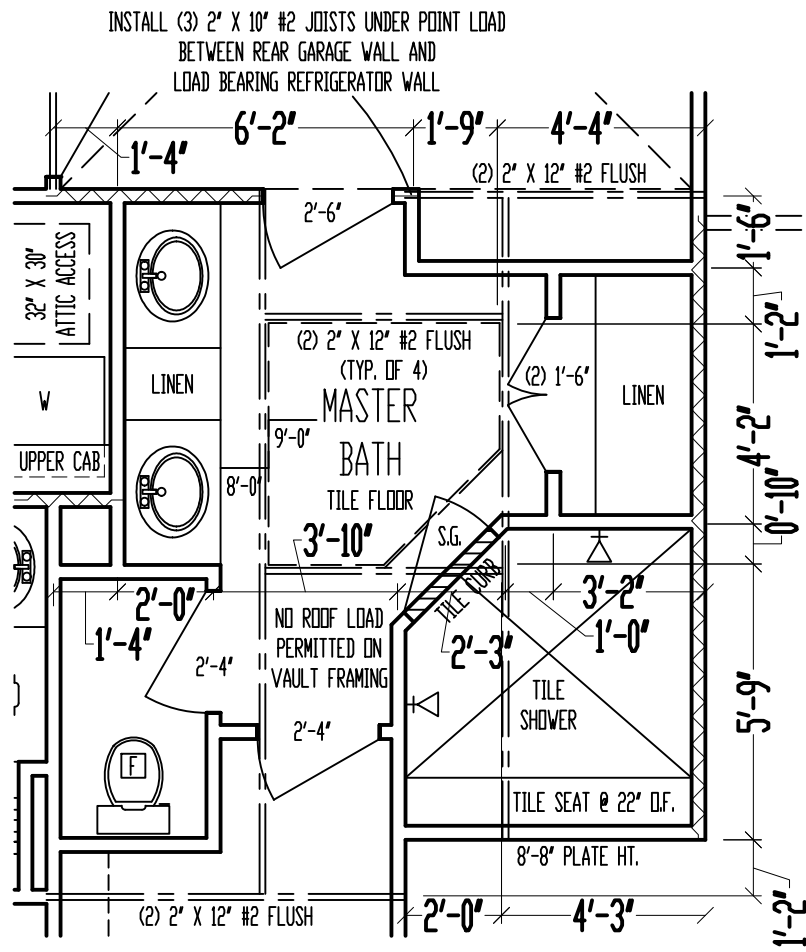 INSTALL (3) 2" X 10" #2 JOISTS UNDER POINT LOAD
BETWEEN REAR GARAGE WALL AND
LOAD BEARING REFRIGERATOR WALL
6'-2" 1'-9" 4'-4"
1'-4"
(2) 2" X 12" #2 FLUSH
2'-6"
1'-6"
32" X 30"
ATTIC ACCESS
1'-2"
(2) 2" X 12" #2 FLUSH
(TYP. OF 4)
LINEN
(2) 1'-6"
LINEN
W
MASTER
BATH
TILE FLOOR
9'-0"
8'-0"
4'-2"
UPPER CAB
0'-10"
S.G.
3'-10"
TILE CURB
2'-0"
3'-2"
1'-4"
NO ROOF LOAD
PERMITTED ON
VAULT FRAMING
2'-3"
1'-0"
2'-4"
TILE
SHOWER
5'-9"
2'-4"
F
TILE SEAT @ 22" O.F.
8'-8" PLATE HT.
(2) 2" X 12" #2 FLUSH
2'-0" 4'-3"
1'-2"